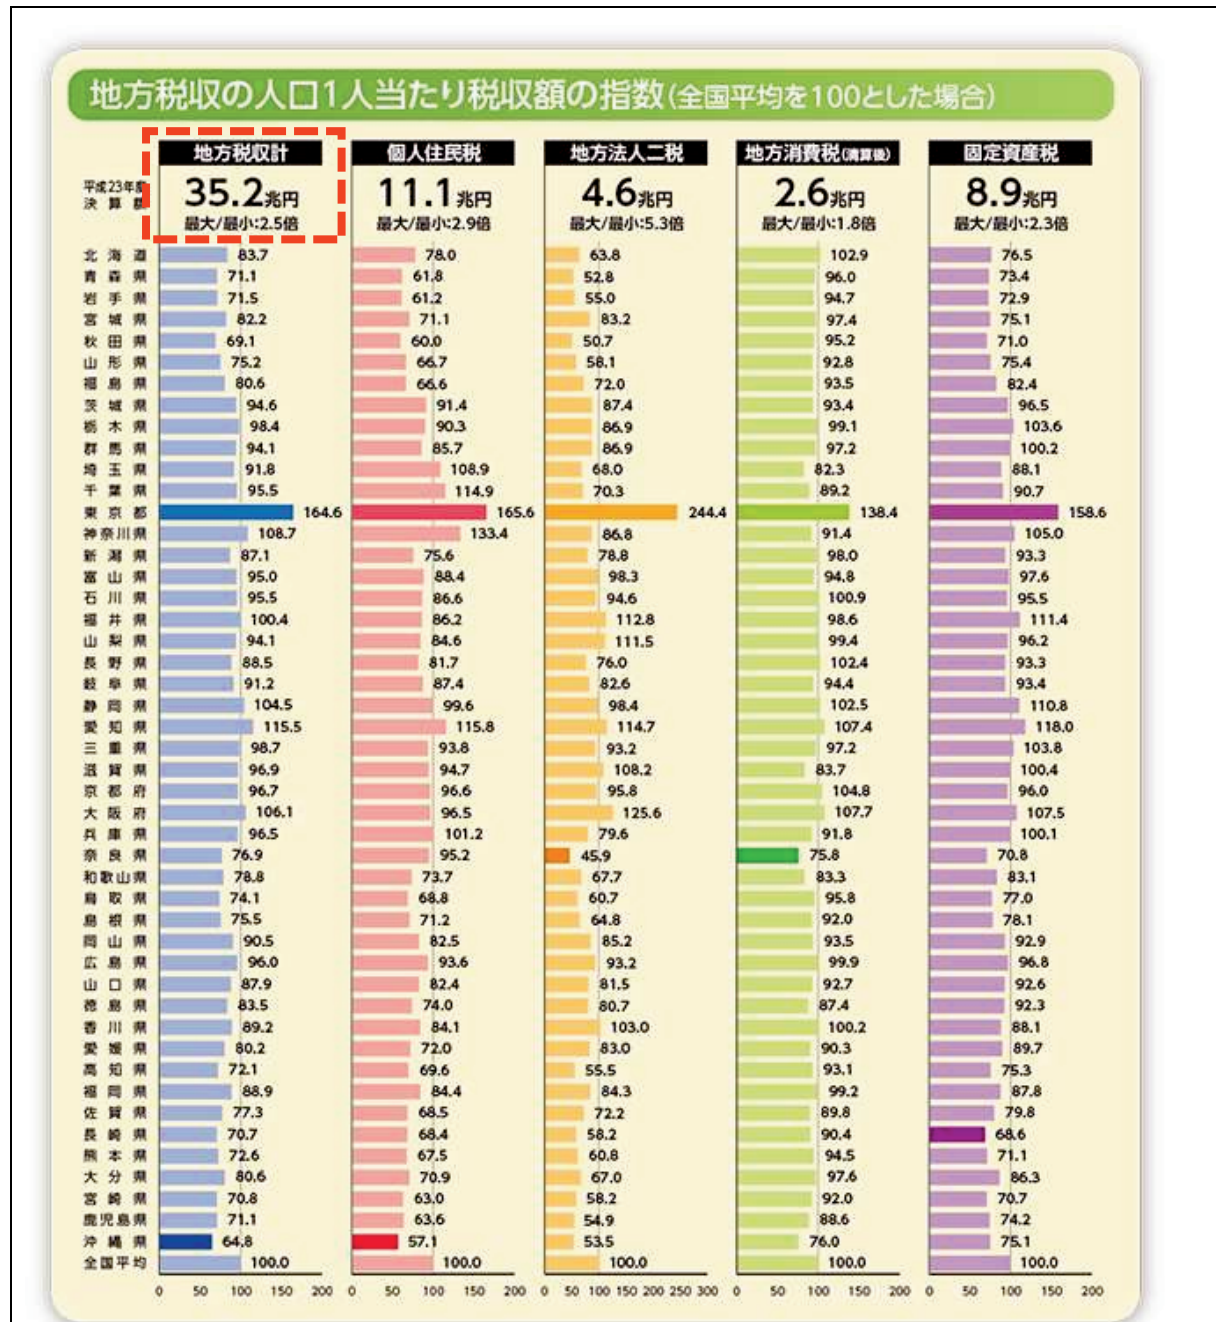 地方税収の人口1人当たり税収額の指数(全国平均を100とした場合)
地方税収計 個人住民税 地方法人二税 地方消費税(清算後) 固定資産税
平成23年度
決算額 35.2兆円 11.1兆円 4.6兆円 2.6兆円 8.9兆円
最大/最小:2.5倍 最大/最小:2.9倍 最大/最小:5.3倍 最大/最小:1.8倍 最大/最小:2.3倍
北海道 83.7 78.0 63.8 102.9 76.5
青森県 71.1 61.8 52.8 96.0 73.4
岩手県 71.5 61.2 55.0 94.7 72.9
宮城県 82.2 71.1 83.2 97.4 75.1
秋田県 69.1 60.0 50.7 95.2 71.0
山形県 75.2 66.7 58.1 92.8 75.4
福島県 80.6 66.6 72.0 93.5 82.4
茨城県 94.6 91.4 87.4 93.4 96.5
栃木県 98.4 90.3 86.9 99.1 103.6
群馬県 94.1 85.7 86.9 97.2 100.2
埼玉県 91.8 108.9 68.0 82.3 88.1
千葉県 95.5 114.9 70.3 89.2 90.7
東京都 164.6 165.6 244.4 138.4 158.6
神奈川県 108.7 133.4 86.8 91.4 105.0
新潟県 87.1 75.6 78.8 98.0 93.3
富山県 95.0 88.4 98.3 94.8 97.6
石川県 95.5 86.6 94.6 100.9 95.5
福井県 100.4 86.2 112.8 98.6 111.4
山梨県 94.1 84.6 111.5 99.4 96.2
長野県 88.5 81.7 76.0 102.4 93.3
岐阜県 91.2 87.4 82.6 94.4 93.4
静岡県 104.5 99.6 98.4 102.5 110.8
愛知県 115.5 115.8 114.7 107.4 118.0
三重県 98.7 93.8 93.2 97.2 103.8
滋賀県 96.9 94.7 108.2 83.7 100.4
京都府 96.7 96.6 95.8 104.8 96.0
大阪府 106.1 96.5 125.6 107.7 107.5
兵庫県 96.5 101.2 79.6 91.8 100.1
奈良県 76.9 95.2 45.9 75.8 70.8
和歌山県 78.8 73.7 67.7 83.3 83.1
鳥取県 74.1 68.8 60.7 95.8 77.0
島根県 75.5 71.2 64.8 92.0 78.1
岡山県 90.5 82.5 85.2 93.5 92.9
広島県 96.0 93.6 93.2 99.9 96.8
山口県 87.9 82.4 81.5 92.7 92.6
徳島県 83.5 74.0 80.7 87.4 92.3
香川県 89.2 84.1 103.0 100.2 88.1
愛媛県 80.2 72.0 83.0 90.3 89.7
高知県 72.1 69.6 55.5 93.1 75.3
福岡県 88.9 84.4 84.3 99.2 87.8
佐賀県 77.3 68.5 72.2 89.8 79.8
長崎県 70.7 68.4 58.2 90.4 68.6
熊本県 72.6 67.5 60.8 94.5 71.1
大分県 80.6 70.9 67.0 97.6 86.3
宮崎県 70.8 63.0 58.2 92.0 70.7
鹿児島県 71.1 63.6 54.9 88.6 74.2
沖縄県 64.8 57.1 53.5 76.0 75.1
全国平均 100.0 100.0 100.0 100.0 100.0
0 50 100 150 200 0 50 100 150 200 0 50 100 150 200 250 300 0 50 100 150 200 0 50 100 150 200